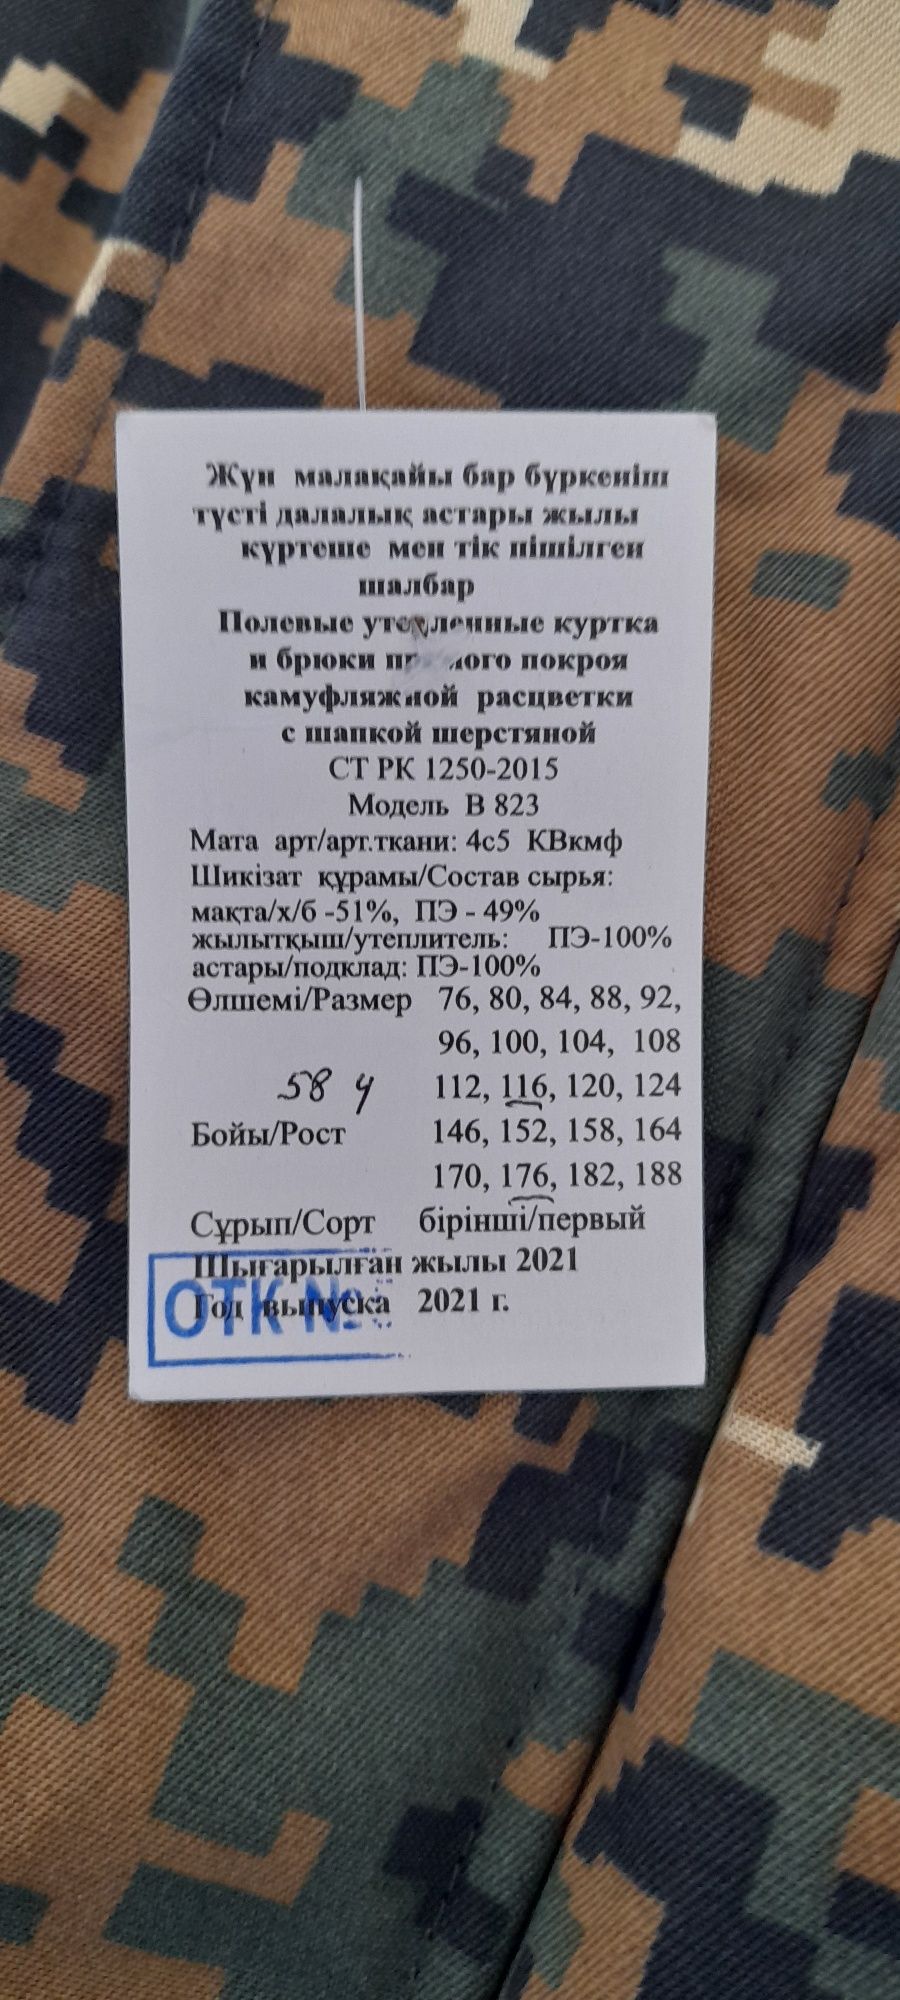 Жүн малақайы бар бүркеніш
түсті далалық астары жылы
күртеше мен тік пішілген
шалбар
Полевые утепленные куртка
и брюки прямого покроя
камуфляжной расцветки
с шапкой шерстяной
СТ РК 1250-2015
Модель В 823
Мата арт/арт.ткани: 4с5 КВкмф
Шикізат құрамы/Состав сырья:
мақта/х/б -51%, ПЭ - 49%
жылытқыш/утеплитель: ПЭ-100%
астары/подклад: ПЭ-100%
Өлшемі/Размер 76, 80, 84, 88, 92,
96, 100, 104, 108
58 4 112, 116, 120, 124
Бойы/Рост 146, 152, 158, 164
170, 176, 182, 188
Сұрып/Сорт бірінші/первый
Шығарылған жылы 2021
Год выпуска 2021 г.
ОТК №